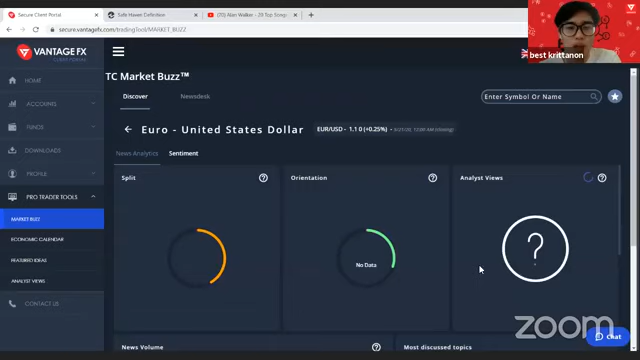 Secure Client Portal
Safe Haven Definition
(1) Alan Walker - 20 Top Song
secure.vantagefx.com/tradingTool/MARKET_BUZZ
best krittanon
VANTAGE FX
CLIENT PORTAL
HOME
ACCOUNTS
FUNDS
DOWNLOADS
PROFILE
PRO TRADER TOOLS
MARKET BUZZ
ECONOMIC CALENDAR
FEATURED IDEAS
ANALYST VIEWS
CONTACT US
TC Market Buzz™
Discover
Newsdesk
Enter Symbol Or Name
Euro - United States Dollar
EUR/USD - 1.1 0 (+0.25%)
News Analytics
Sentiment
Split
Orientation
No Data
Analyst Views
News Volume
Most discussed topics
zoom
Chat